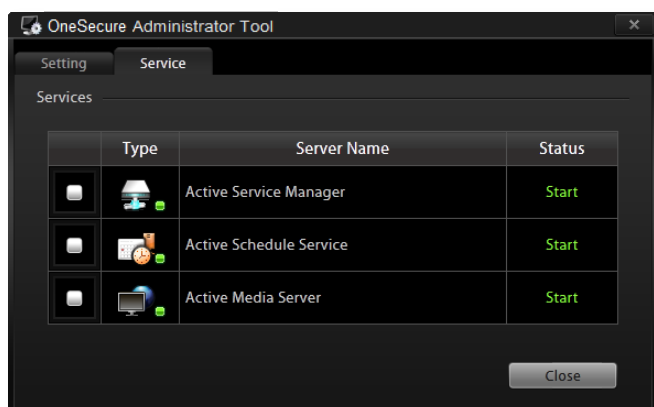 OneSecure Administrator Tool
Setting Service
Services
Type Server Name Status
Active Service Manager Start
Active Schedule Service Start
Active Media Server Start
Close